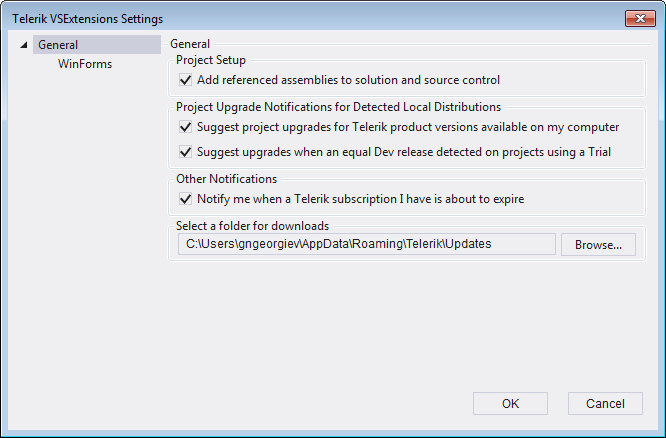 Telerik VSExtensions Settings
General
WinForms
General
Project Setup
Add referenced assemblies to solution and source control
Project Upgrade Notifications for Detected Local Distributions
Suggest project upgrades for Telerik product versions available on my computer
Suggest upgrades when an equal Dev release detected on projects using a Trial
Other Notifications
Notify me when a Telerik subscription I have is about to expire
Select a folder for downloads
C:\Users\gngeorgiev\AppData\Roaming\Telerik\Updates
Browse...
OK
Cancel